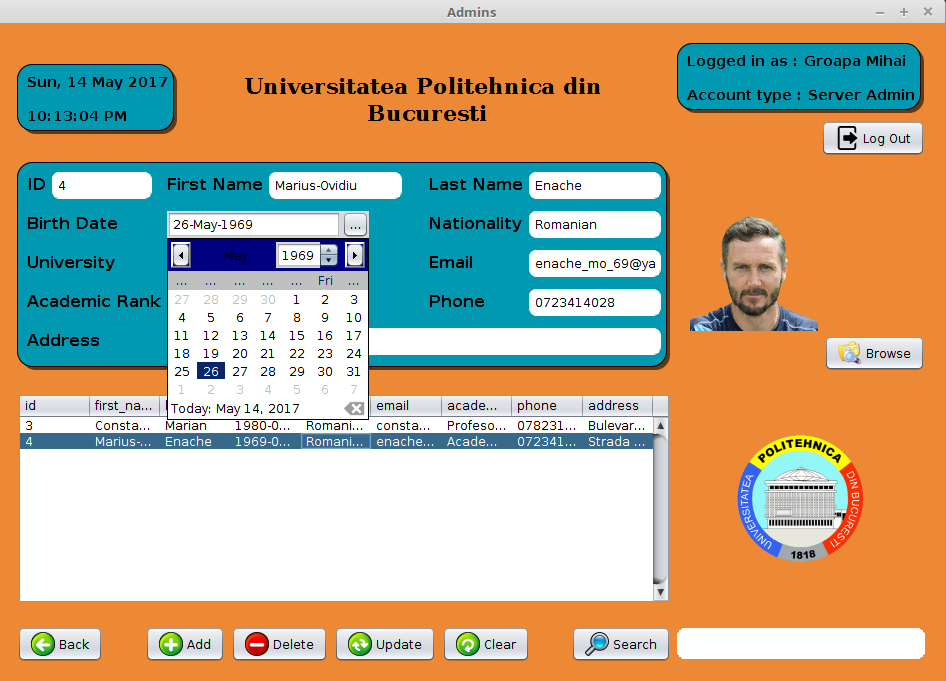 Admins
Sun, 14 May 2017
10:13:04 PM
Universitatea Politehnica din
Bucuresti
Logged in as : Groapa Mihai
Account type : Server Admin
Log Out
ID 4 First Name Marius-Ovidiu Last Name Enache
Birth Date 26-May-1969 ... Nationality Romanian
University May 1969 Email enache_mo_69@ya
... ... ... ... ... Fri ...
Academic Rank 27 28 29 30 1 2 3 Phone 0723414028
4 5 6 7 8 9 10
Address 11 12 13 14 15 16 17
18 19 20 21 22 23 24
25 26 27 28 29 30 31
1 2 3 4 5 6 7
Today: May 14, 2017
Browse
id first_na... email acade... phone address
3 Consta... Marian 1980-0... Romani... consta... Profeso... 078231... Bulevar...
4 Marius-... Enache 1969-0... Romani... enache... Acade... 072341... Strada ...
UNIVERSITATEA POLITEHNICA DIN BUCURESTI
1818
Back Add Delete Update Clear Search